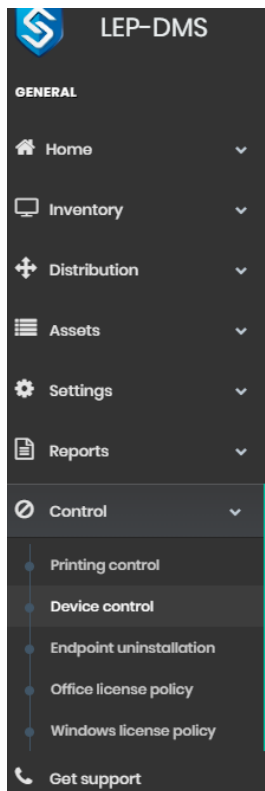 LEP-DMS
GENERAL
Home
Inventory
Distribution
Assets
Settings
Reports
Control
Printing control
Device control
Endpoint uninstallation
Office license policy
Windows license policy
Get support